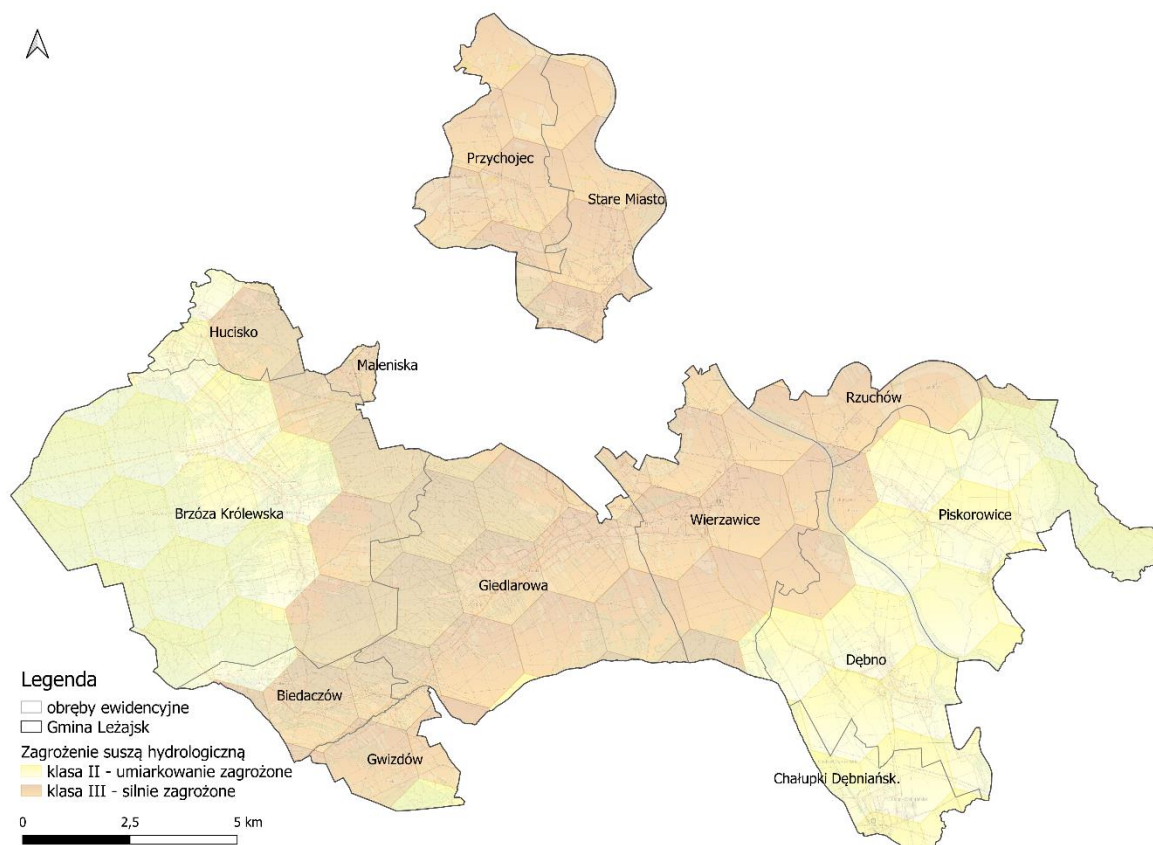 Przychojec
Stare Miasto
Hucisko
Maleniska
Rzuchów
Brzóza Królewska
Wierzawice
Piskorowice
Giedlarowa
Dębno
Biedaczów
Gwizdów
Chałupki Dębniańsk.
Legenda
obręby ewidencyjne
Gmina Leżajsk
Zagrożenie suszą hydrologiczną
klasa II - umiarkowanie zagrożone
klasa III - silnie zagrożone
0 2,5 5 km